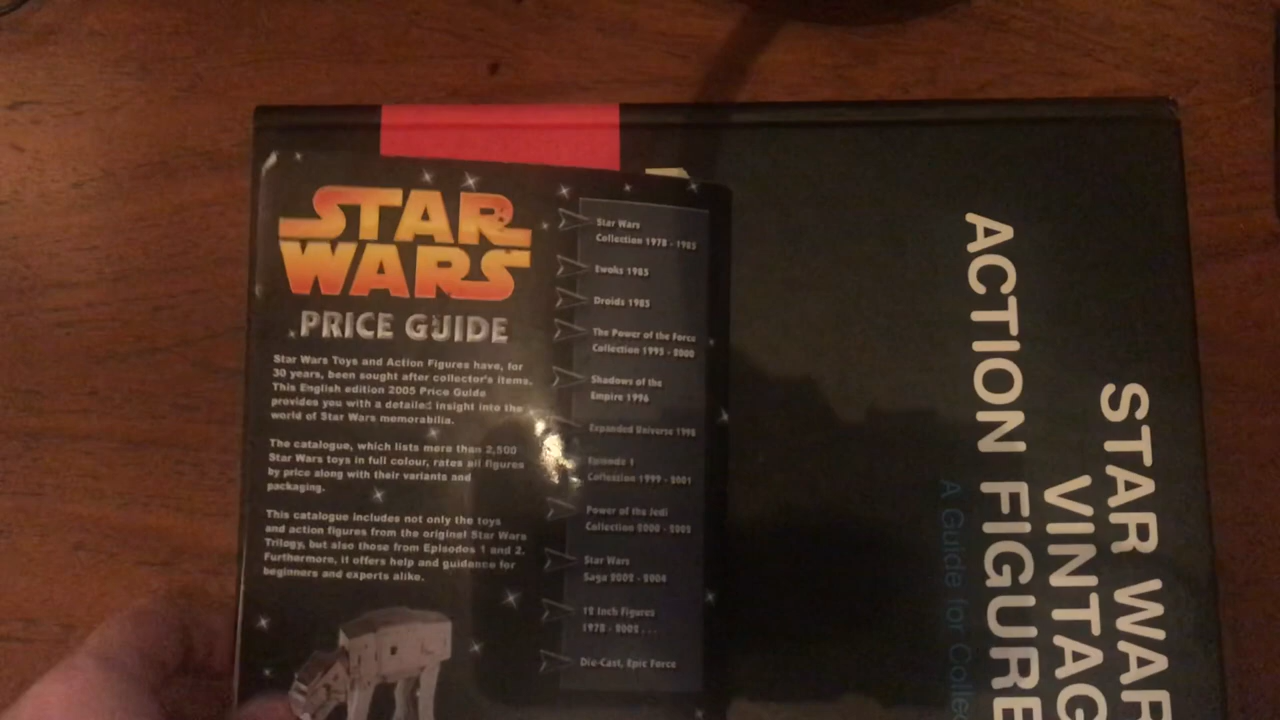 STAR
WARS
PRICE GUIDE
Star Wars Toys and Action Figures have, for
30 years, been sought after collector's items.
This English edition 2005 Price Guide
provides you with a detailed insight into the
world of Star Wars memorabilia.
The catalogue, which lists more than 2,500
Star Wars toys in full colour, rates all figures
by price along with their variants and
packaging.
This catalogue includes not only the toys
and action figures from the original Star Wars
Trilogy, but also those from Episodes 1 and 2.
Furthermore, it offers help and guidance for
beginners and experts alike.
Star Wars
Collection 1978 - 1985
Ewoks 1985
Droids 1985
The Power of the Force
Collection 1995 - 2000
Shadows of the
Empire 1996
Expanded Universe 1998
Episode 1
Collection 1999 - 2001
Power of the Jedi
Collection 2000 - 2002
Star Wars
Saga 2002 - 2004
12 Inch Figures
1978 - 2002 . . .
Die-Cast, Epic Force
STAR WAR
VINTAG
ACTION FIGURE
A Guide for Collec